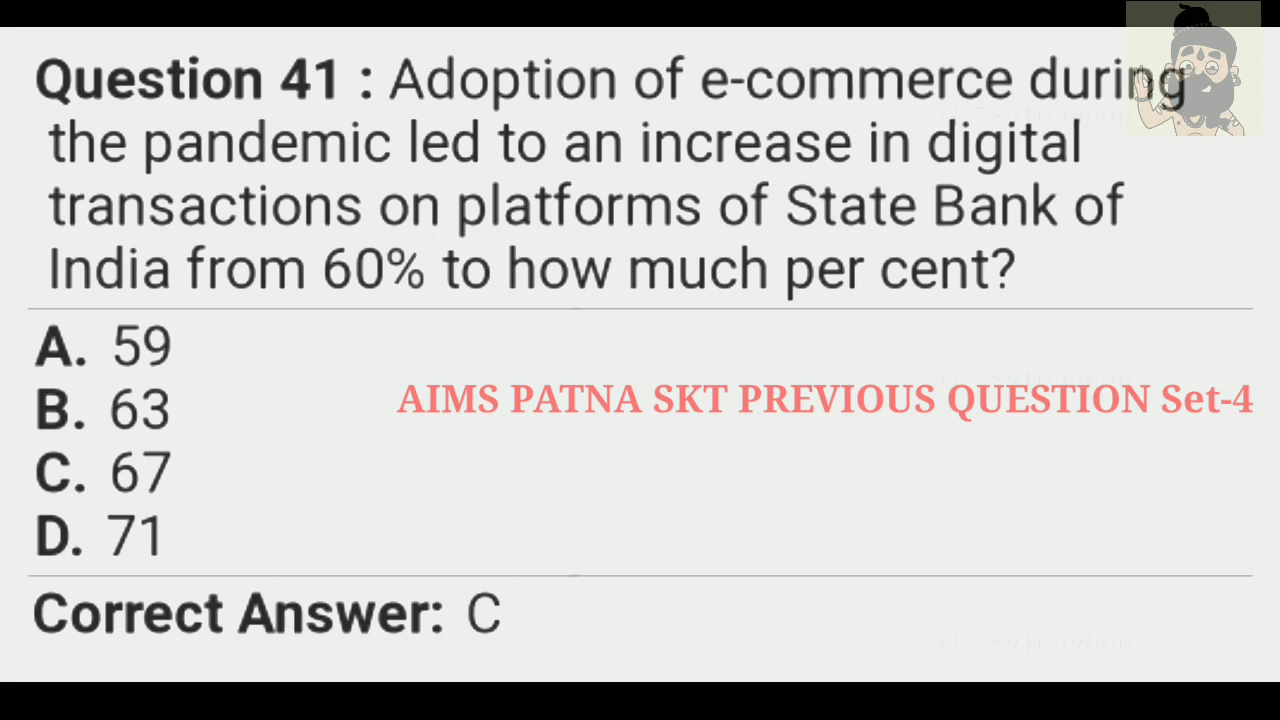 Question 41 : Adoption of e-commerce during
the pandemic led to an increase in digital
transactions on platforms of State Bank of
India from 60% to how much per cent?
A. 59
B. 63
AIMS PATNA SKT PREVIOUS QUESTION Set-4
C. 67
D. 71
Correct Answer: C